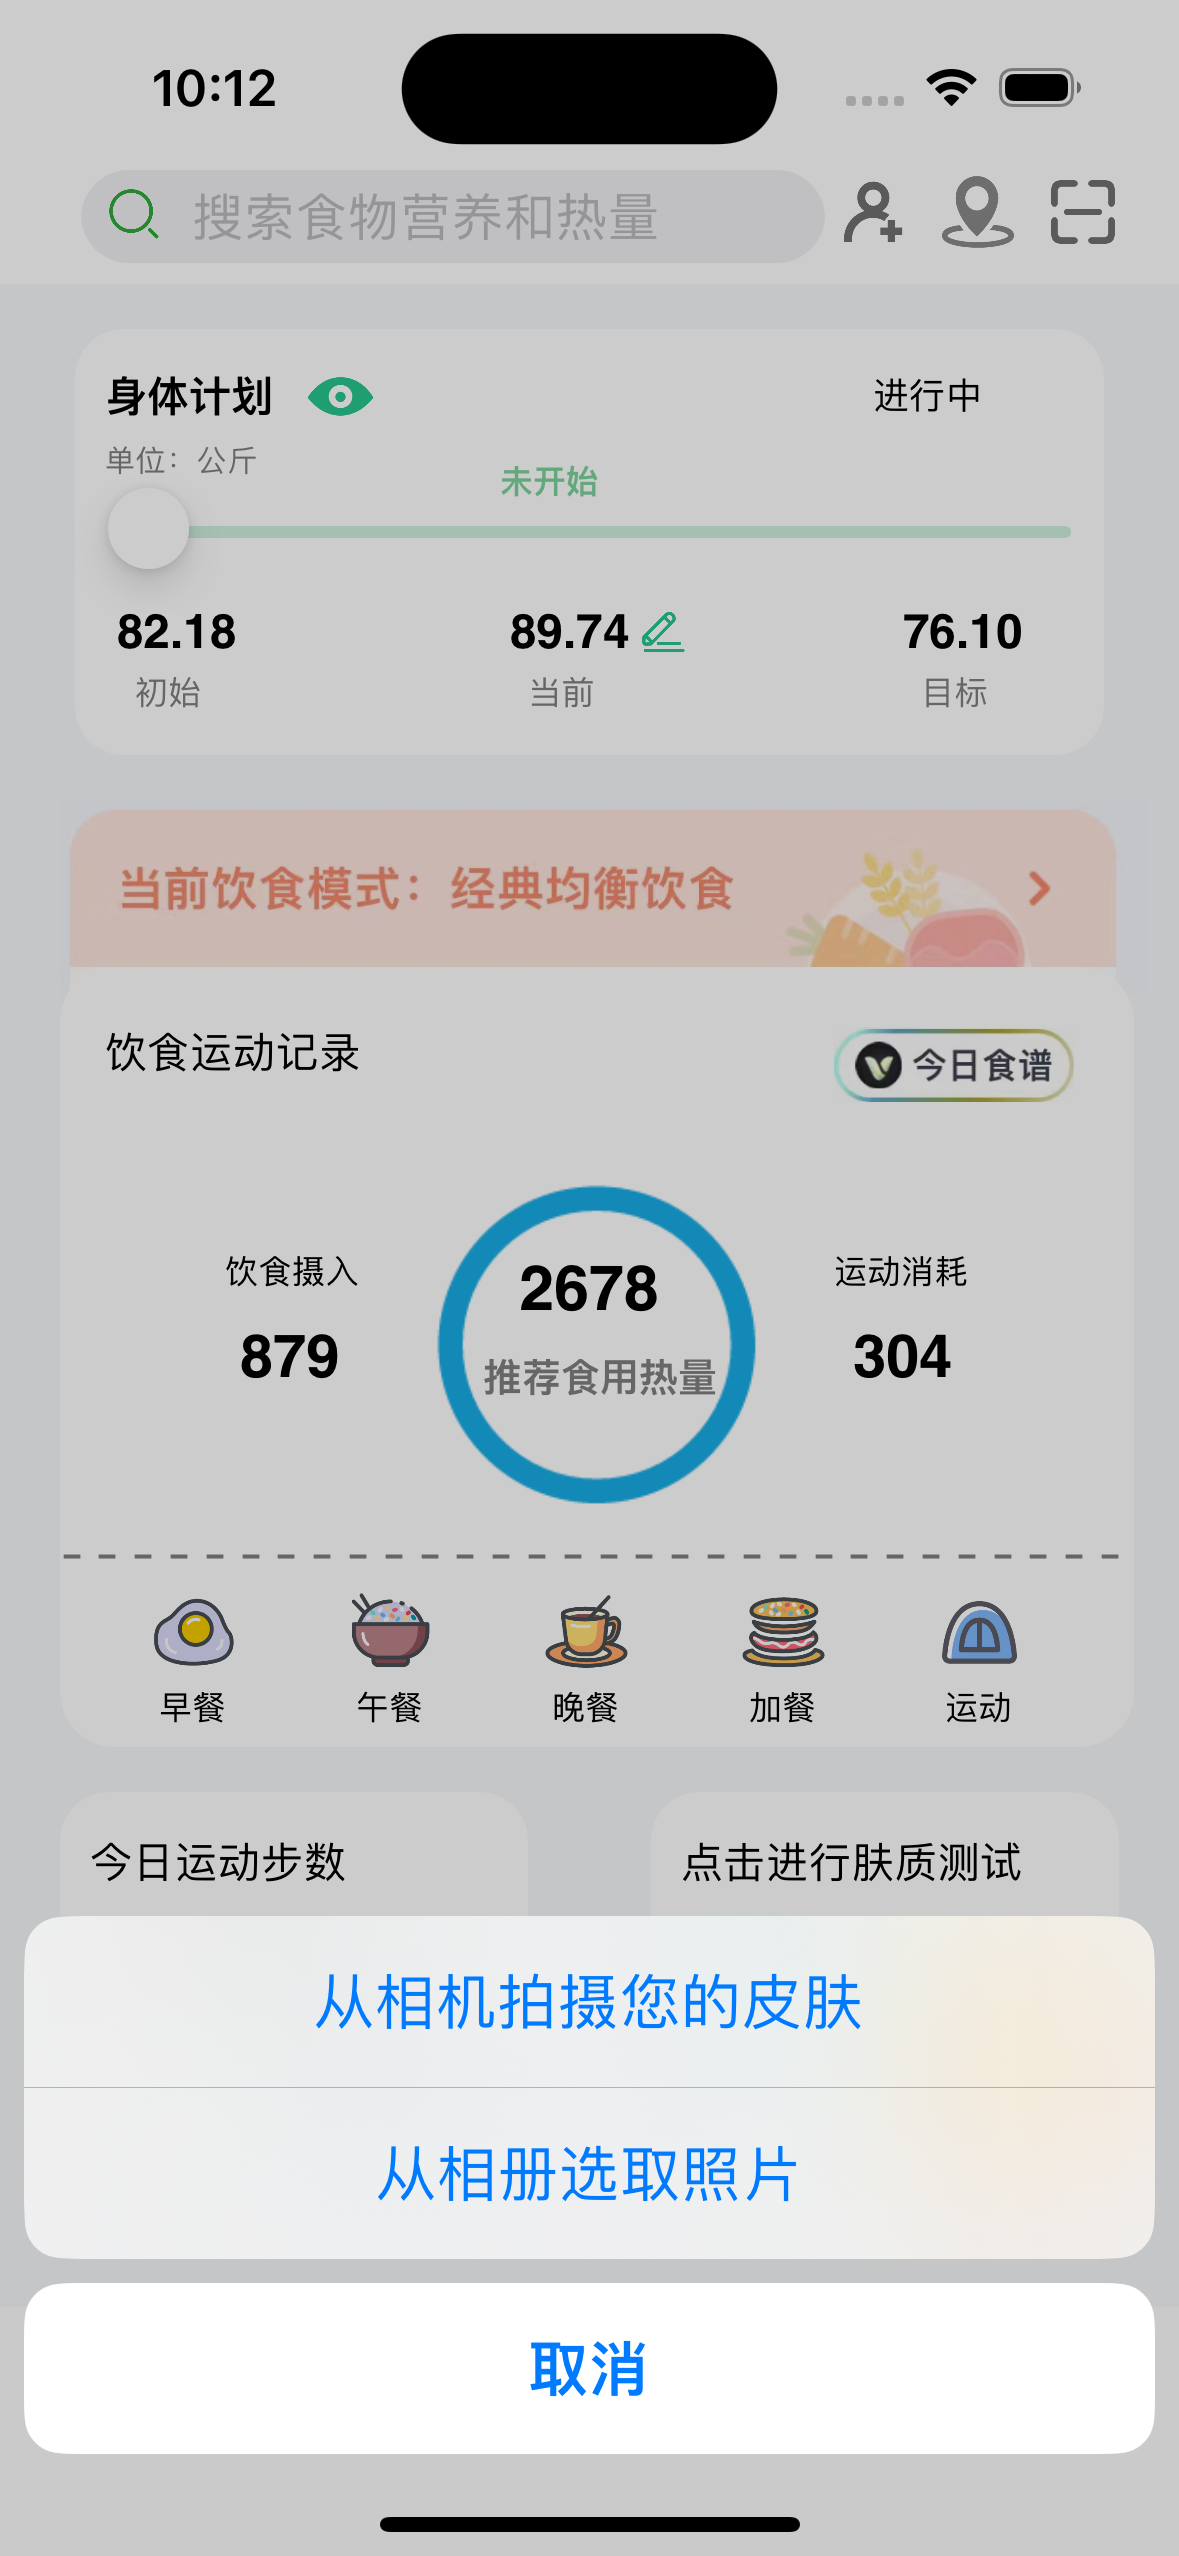 10:12
搜索食物营养和热量
身体计划
进行中
单位：公斤
未开始
82.18
89.74
76.10
初始
当前
目标
当前饮食模式：经典均衡饮食
饮食运动记录
今日食谱
饮食摄入
879
2678
推荐食用热量
运动消耗
304
早餐
午餐
晚餐
加餐
运动
今日运动步数
点击进行肤质测试
从相机拍摄您的皮肤
从相册选取照片
取消